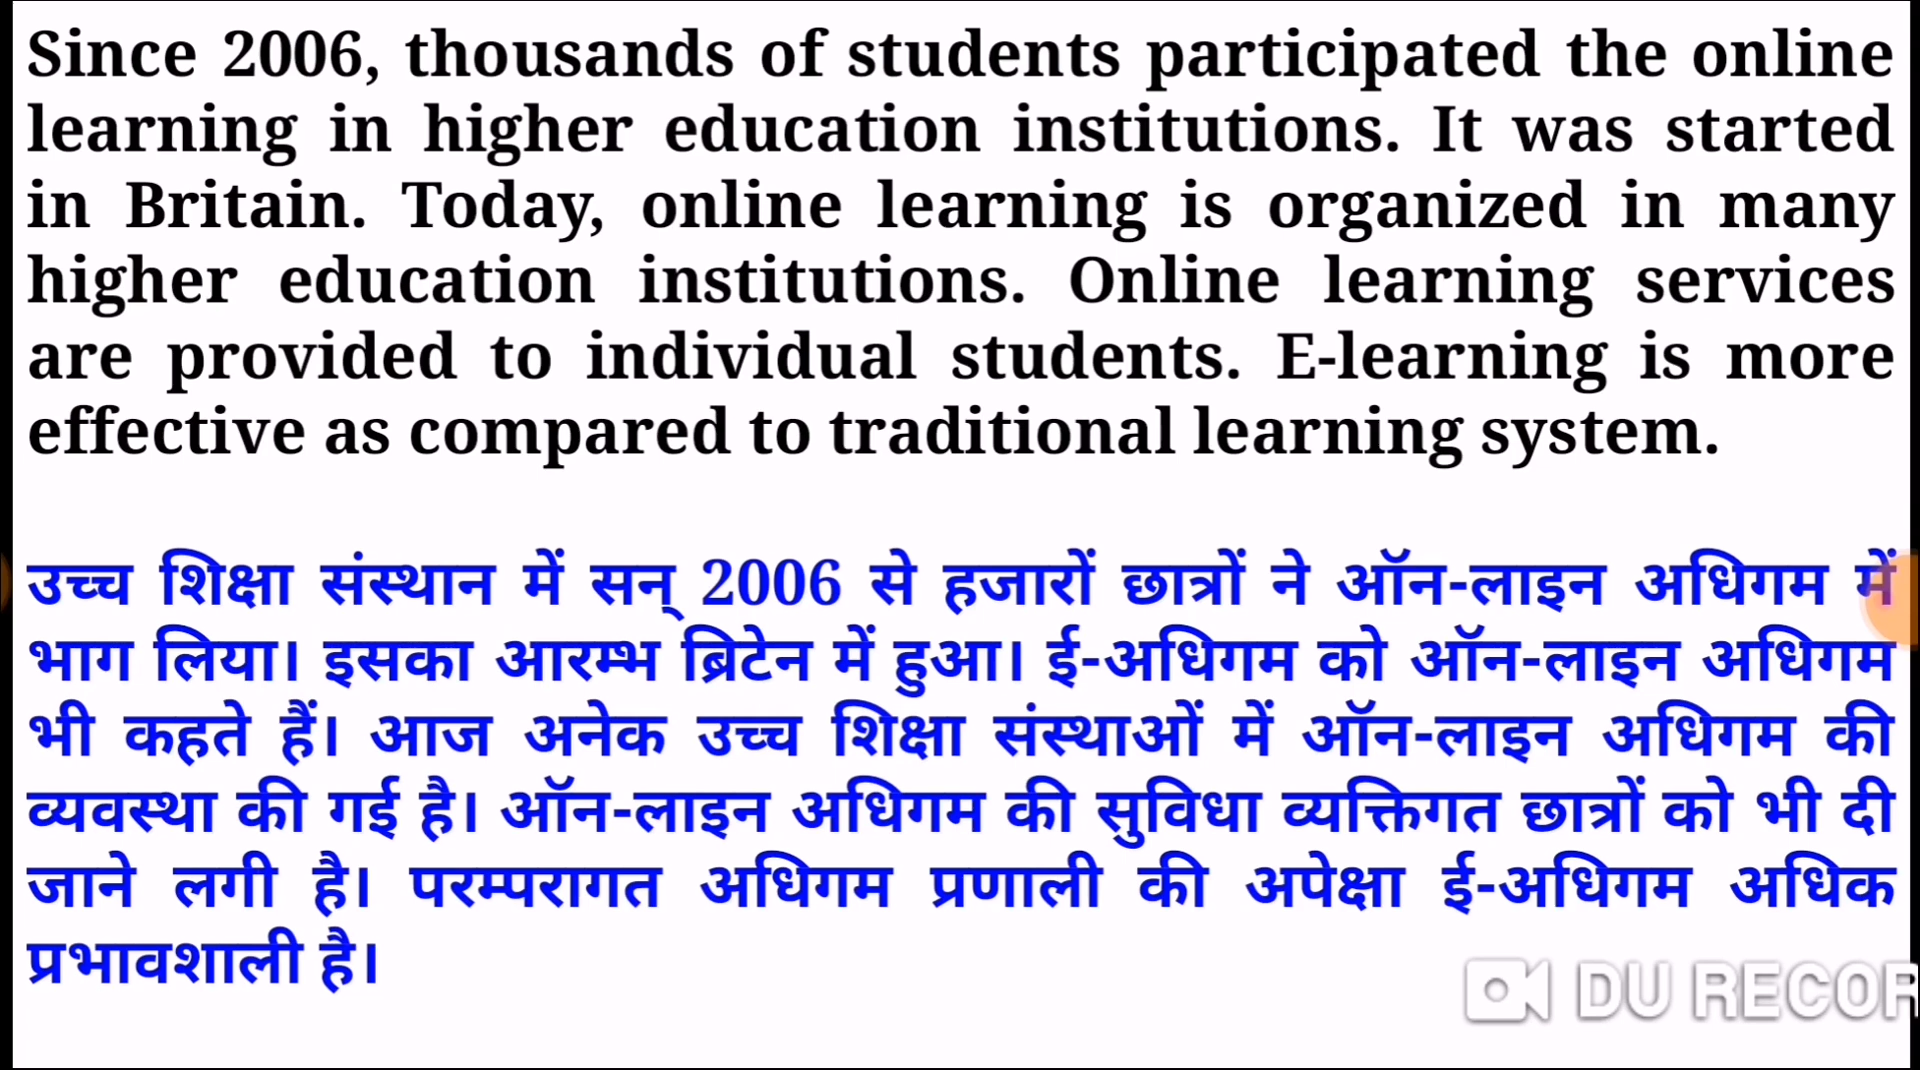 Since 2006, thousands of students participated the online
learning in higher education institutions. It was started
in Britain. Today, online learning is organized in many
higher education institutions. Online learning services
are provided to individual students. E-learning is more
effective as compared to traditional learning system.
उच्च शिक्षा संस्थान में सन् 2006 से हजारों छात्रों ने ऑन-लाइन अधिगम में
भाग लिया। इसका आरम्भ ब्रिटेन में हुआ। ई-अधिगम को ऑन-लाइन अधिगम
भी कहते हैं। आज अनेक उच्च शिक्षा संस्थाओं में ऑन-लाइन अधिगम की
व्यवस्था की गई है। ऑन-लाइन अधिगम की सुविधा व्यक्तिगत छात्रों को भी दी
जाने लगी है। परम्परागत अधिगम प्रणाली की अपेक्षा ई-अधिगम अधिक
प्रभावशाली है।
DU RECOR